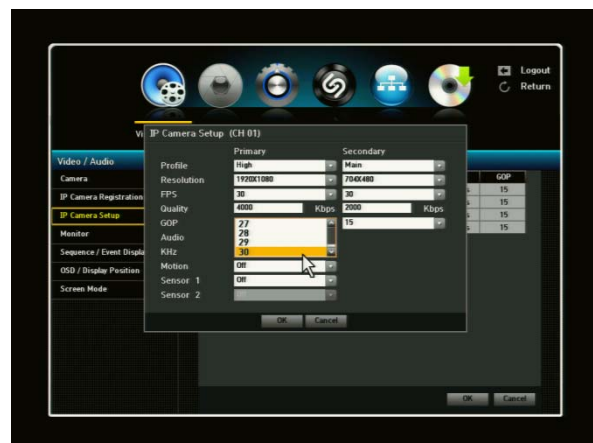 Logout
Return
Vi
IP Camera Setup (CH 01)
Primary Secondary
Video / Audio
Profile High Main
Camera
Resolution 1920X1080 704X480
GOP
IP Camera Registration
FPS 30 30
15
15
IP Camera Setup
Quality 4000 Kbps 2000 Kbps
s 15
GOP 15
s 15
Monitor
27
28
29
30
Audio
Sequence / Event Displa
KHz
OSD / Display Position
Motion Off
Screen Mode
Sensor 1 Off
Sensor 2
OK Cancel
OK Cancel